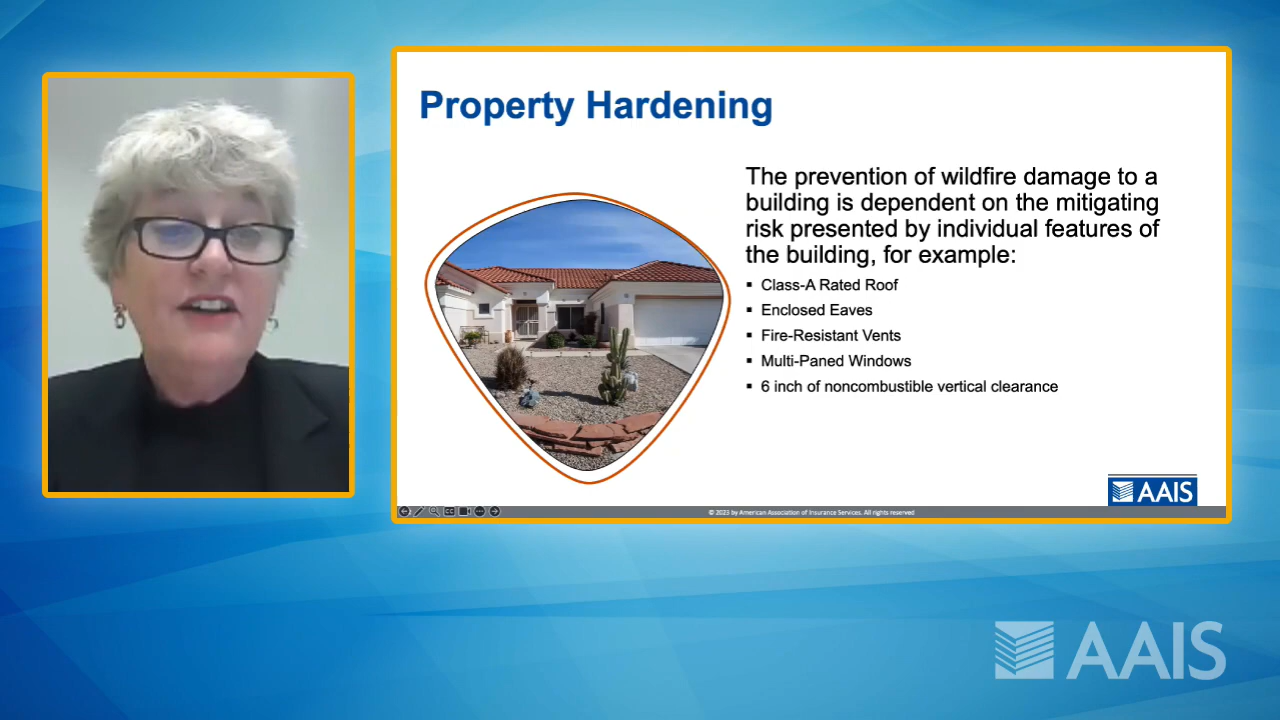 Property Hardening
The prevention of wildfire damage to a
building is dependent on the mitigating
risk presented by individual features of
the building, for example:
▪ Class-A Rated Roof
▪ Enclosed Eaves
▪ Fire-Resistant Vents
▪ Multi-Paned Windows
▪ 6 inch of noncombustible vertical clearance
AAIS
CC
© 2023 by American Association of Insurance Services. All rights reserved
AAIS